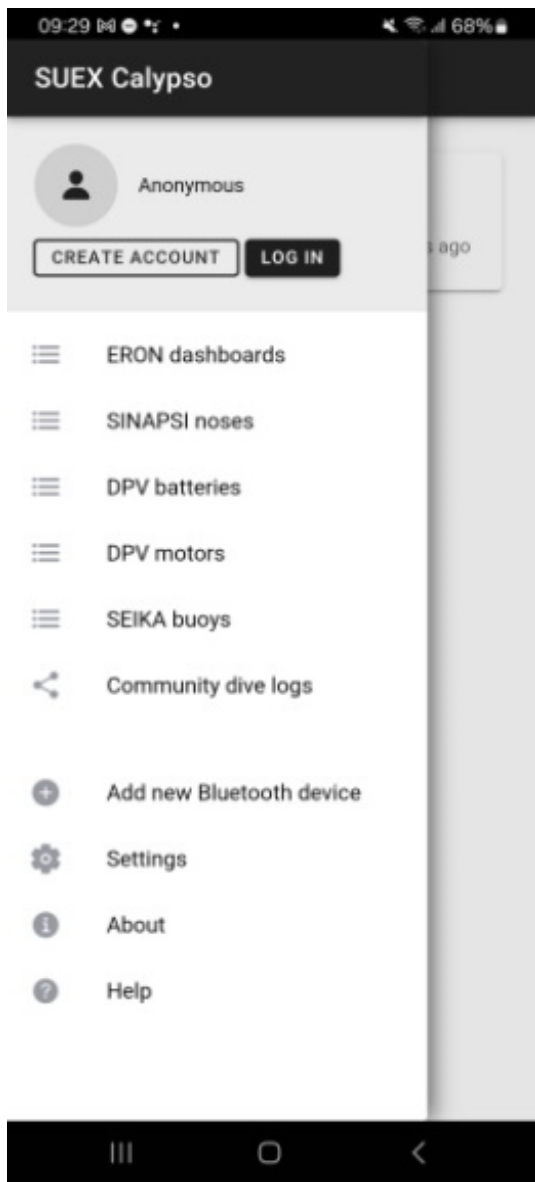 09:29 68%
SUEX Calypso
Anonymous
CREATE ACCOUNT LOG IN
ago
ERON dashboards
SINAPSI noses
DPV batteries
DPV motors
SEIKA buoys
Community dive logs
Add new Bluetooth device
Settings
About
Help